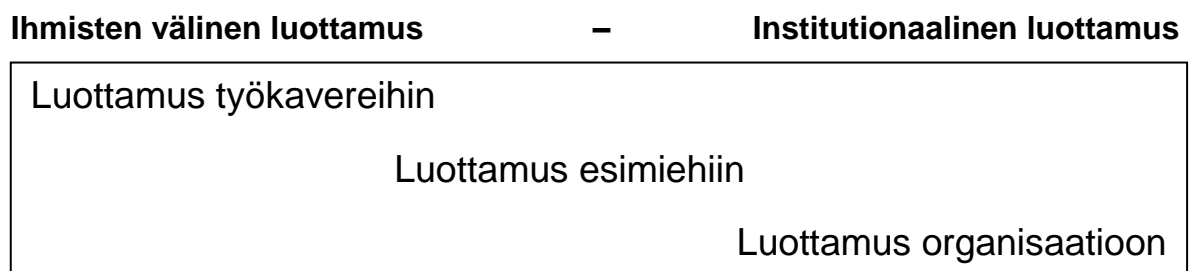 Ihmisten välinen luottamus – Institutionaalinen luottamus
Luottamus työkavereihin
Luottamus esimiehiin
Luottamus organisaatioon